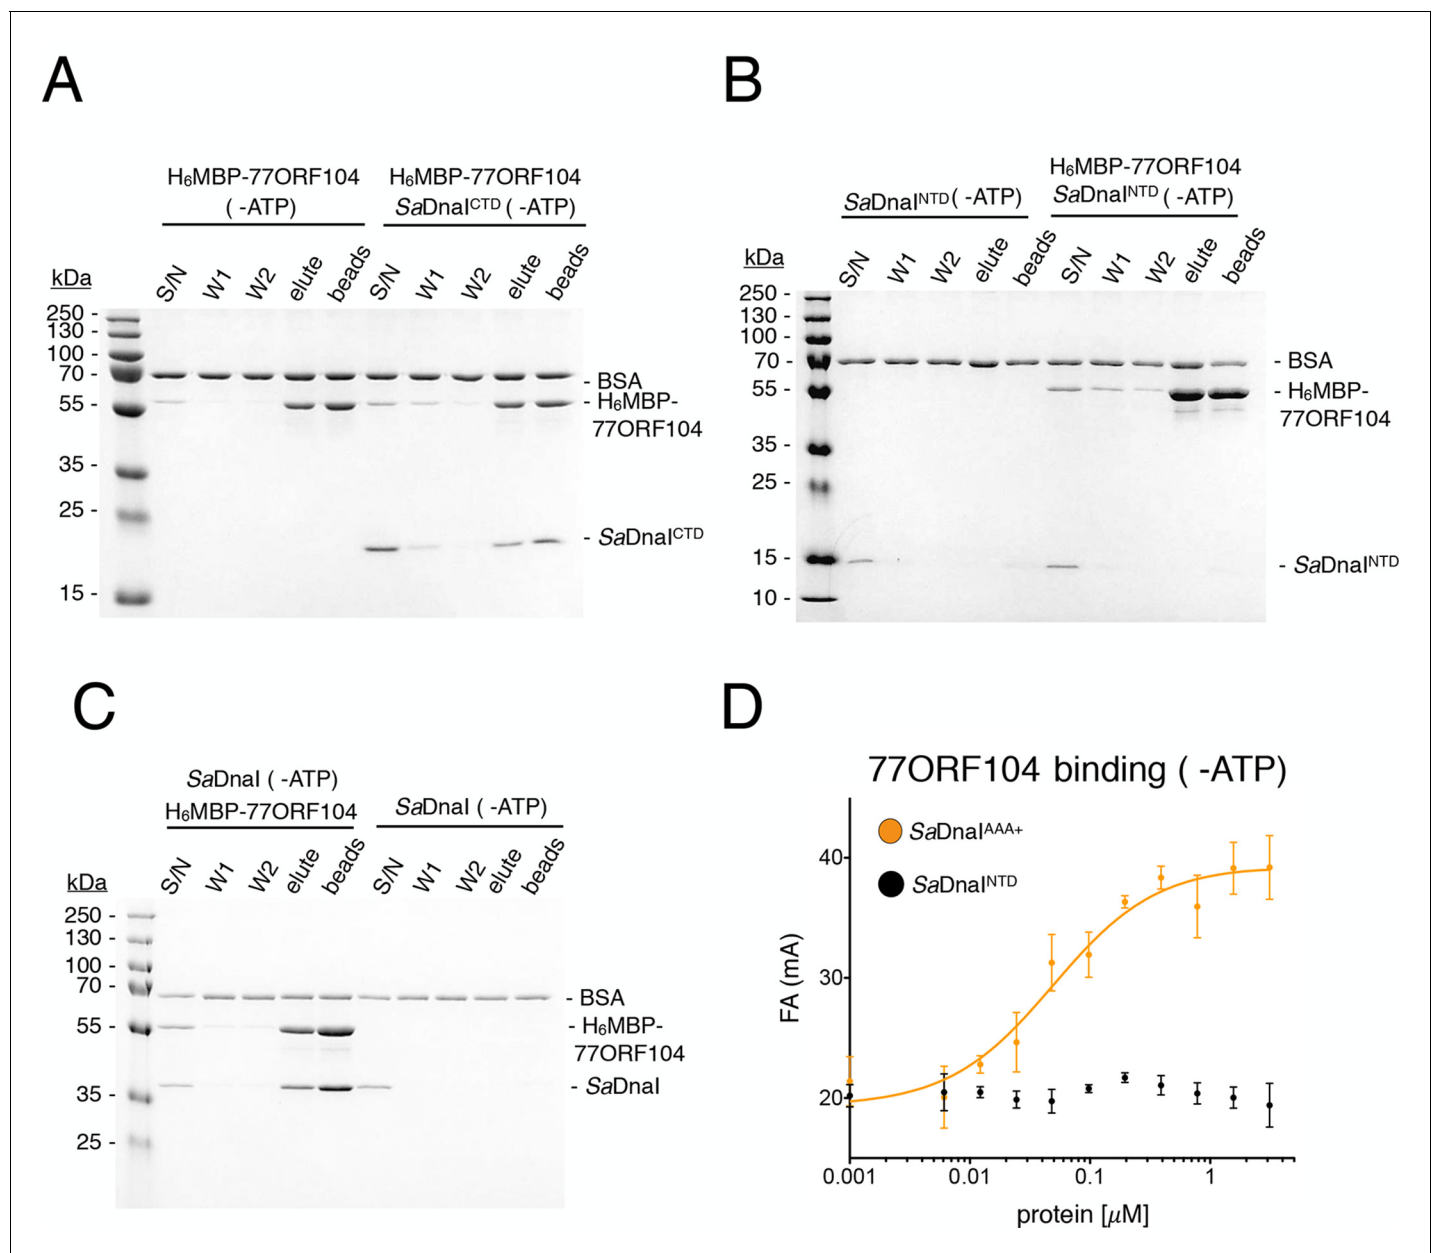 A
H₆MBP-77ORF104
( -ATP)
H₆MBP-77ORF104
SaDnaIᶜᵀᴰ ( -ATP)
kDa
S/N W1 W2 elute beads S/N W1 W2 elute beads
250 -
130 -
100 -
70 -
55 -
35 -
25 -
15 -
- BSA
- H₆MBP-
77ORF104
- SaDnaIᶜᵀᴰ
B
SaDnaIᴺᵀᴰ ( -ATP)
H₆MBP-77ORF104
SaDnaIᴺᵀᴰ ( -ATP)
kDa
S/N W1 W2 elute beads S/N W1 W2 elute beads
250 -
130 -
100 -
70 -
55 -
35 -
25 -
15 -
10 -
- BSA
- H₆MBP-
77ORF104
- SaDnaIᴺᵀᴰ
C
SaDnaI ( -ATP)
H₆MBP-77ORF104
SaDnaI ( -ATP)
kDa
S/N W1 W2 elute beads S/N W1 W2 elute beads
250 -
130 -
100 -
70 -
55 -
35 -
25 -
- BSA
- H₆MBP-
77ORF104
- SaDnaI
D
77ORF104 binding ( -ATP)
SaDnaIᴬᴬᴬ⁺
SaDnaIᴺᵀᴰ
FA (mA)
40
30
20
0.001 0.01 0.1 1
protein [µM]